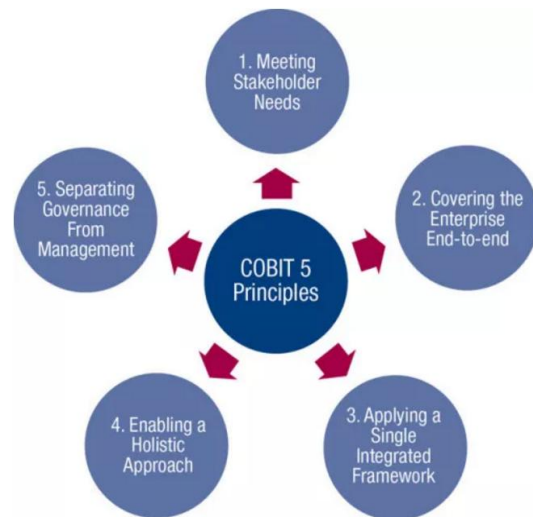 1. Meeting
Stakeholder
Needs
5. Separating
Governance
From
Management
2. Covering the
Enterprise
End-to-end
COBIT 5
Principles
4. Enabling a
Holistic
Approach
3. Applying a
Single
Integrated
Framework